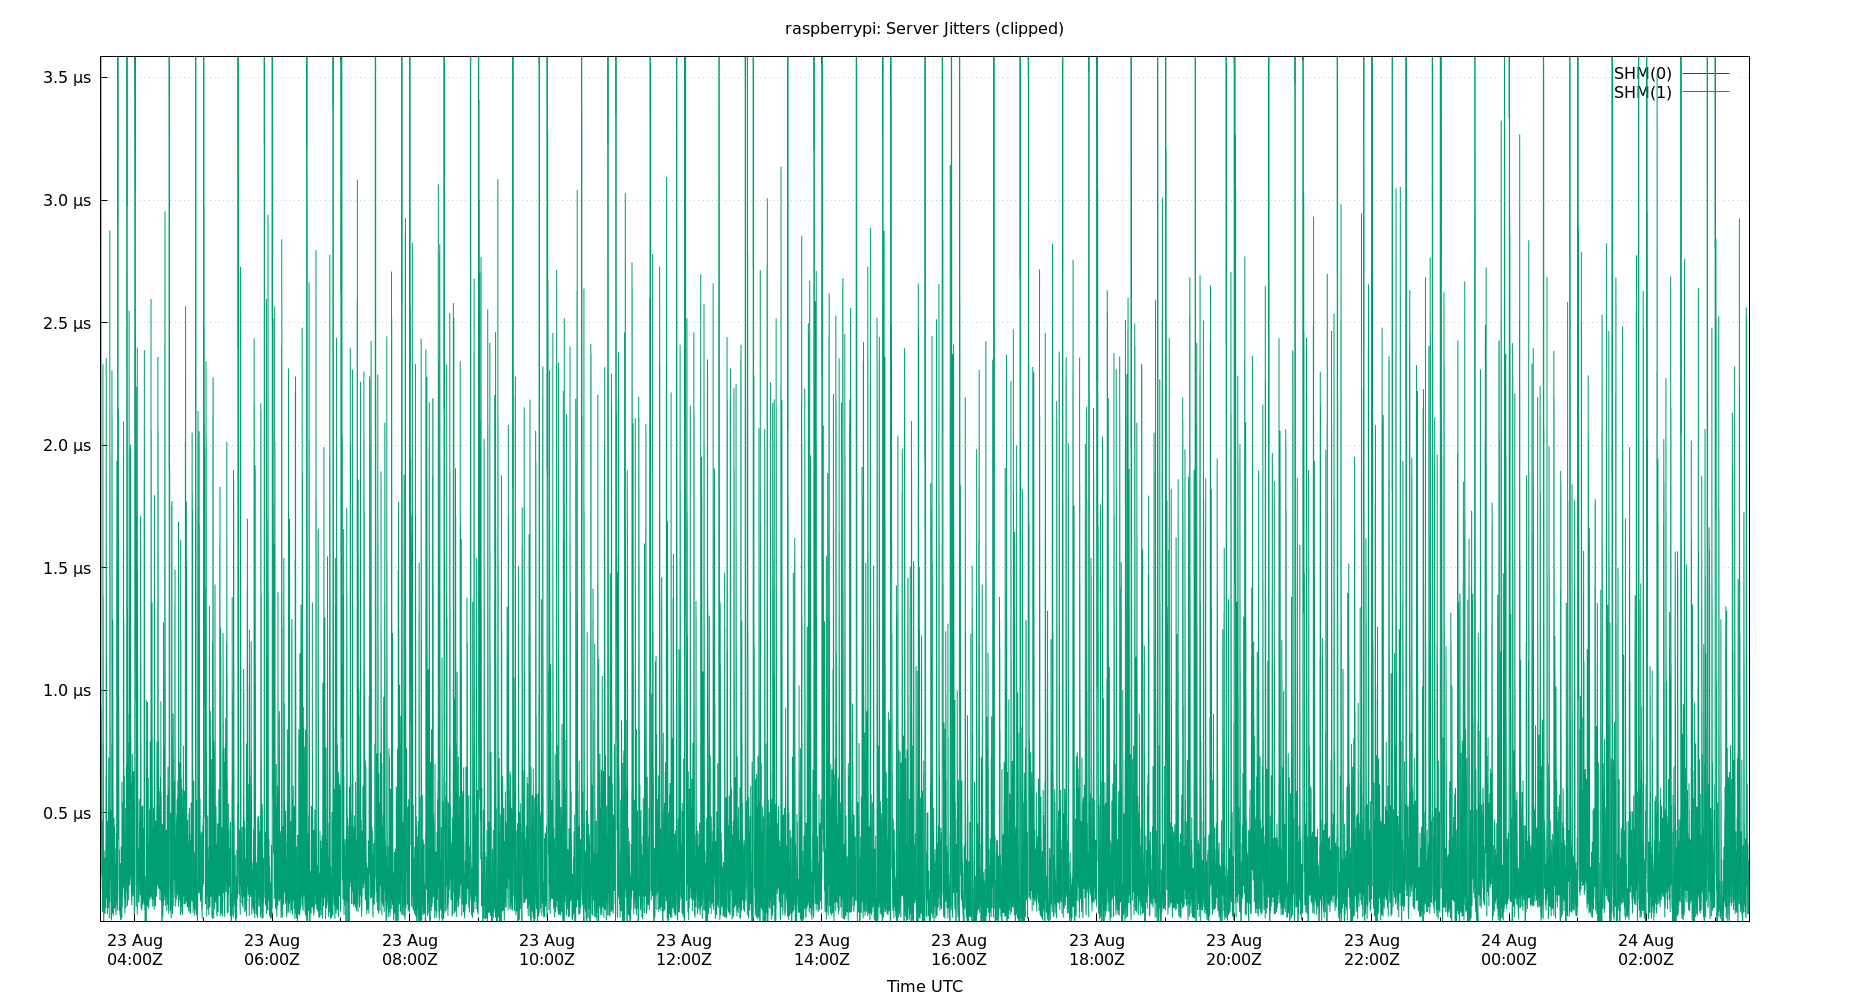 raspberrypi: Server Jitters (clipped)
3.5 µs
3.0 µs
2.5 µs
2.0 µs
1.5 µs
1.0 µs
0.5 µs
SHM(0)
SHM(1)
23 Aug 23 Aug 23 Aug 23 Aug 23 Aug 23 Aug 23 Aug 23 Aug 23 Aug 23 Aug 24 Aug 24 Aug
04:00Z 06:00Z 08:00Z 10:00Z 12:00Z 14:00Z 16:00Z 18:00Z 20:00Z 22:00Z 00:00Z 02:00Z
Time UTC